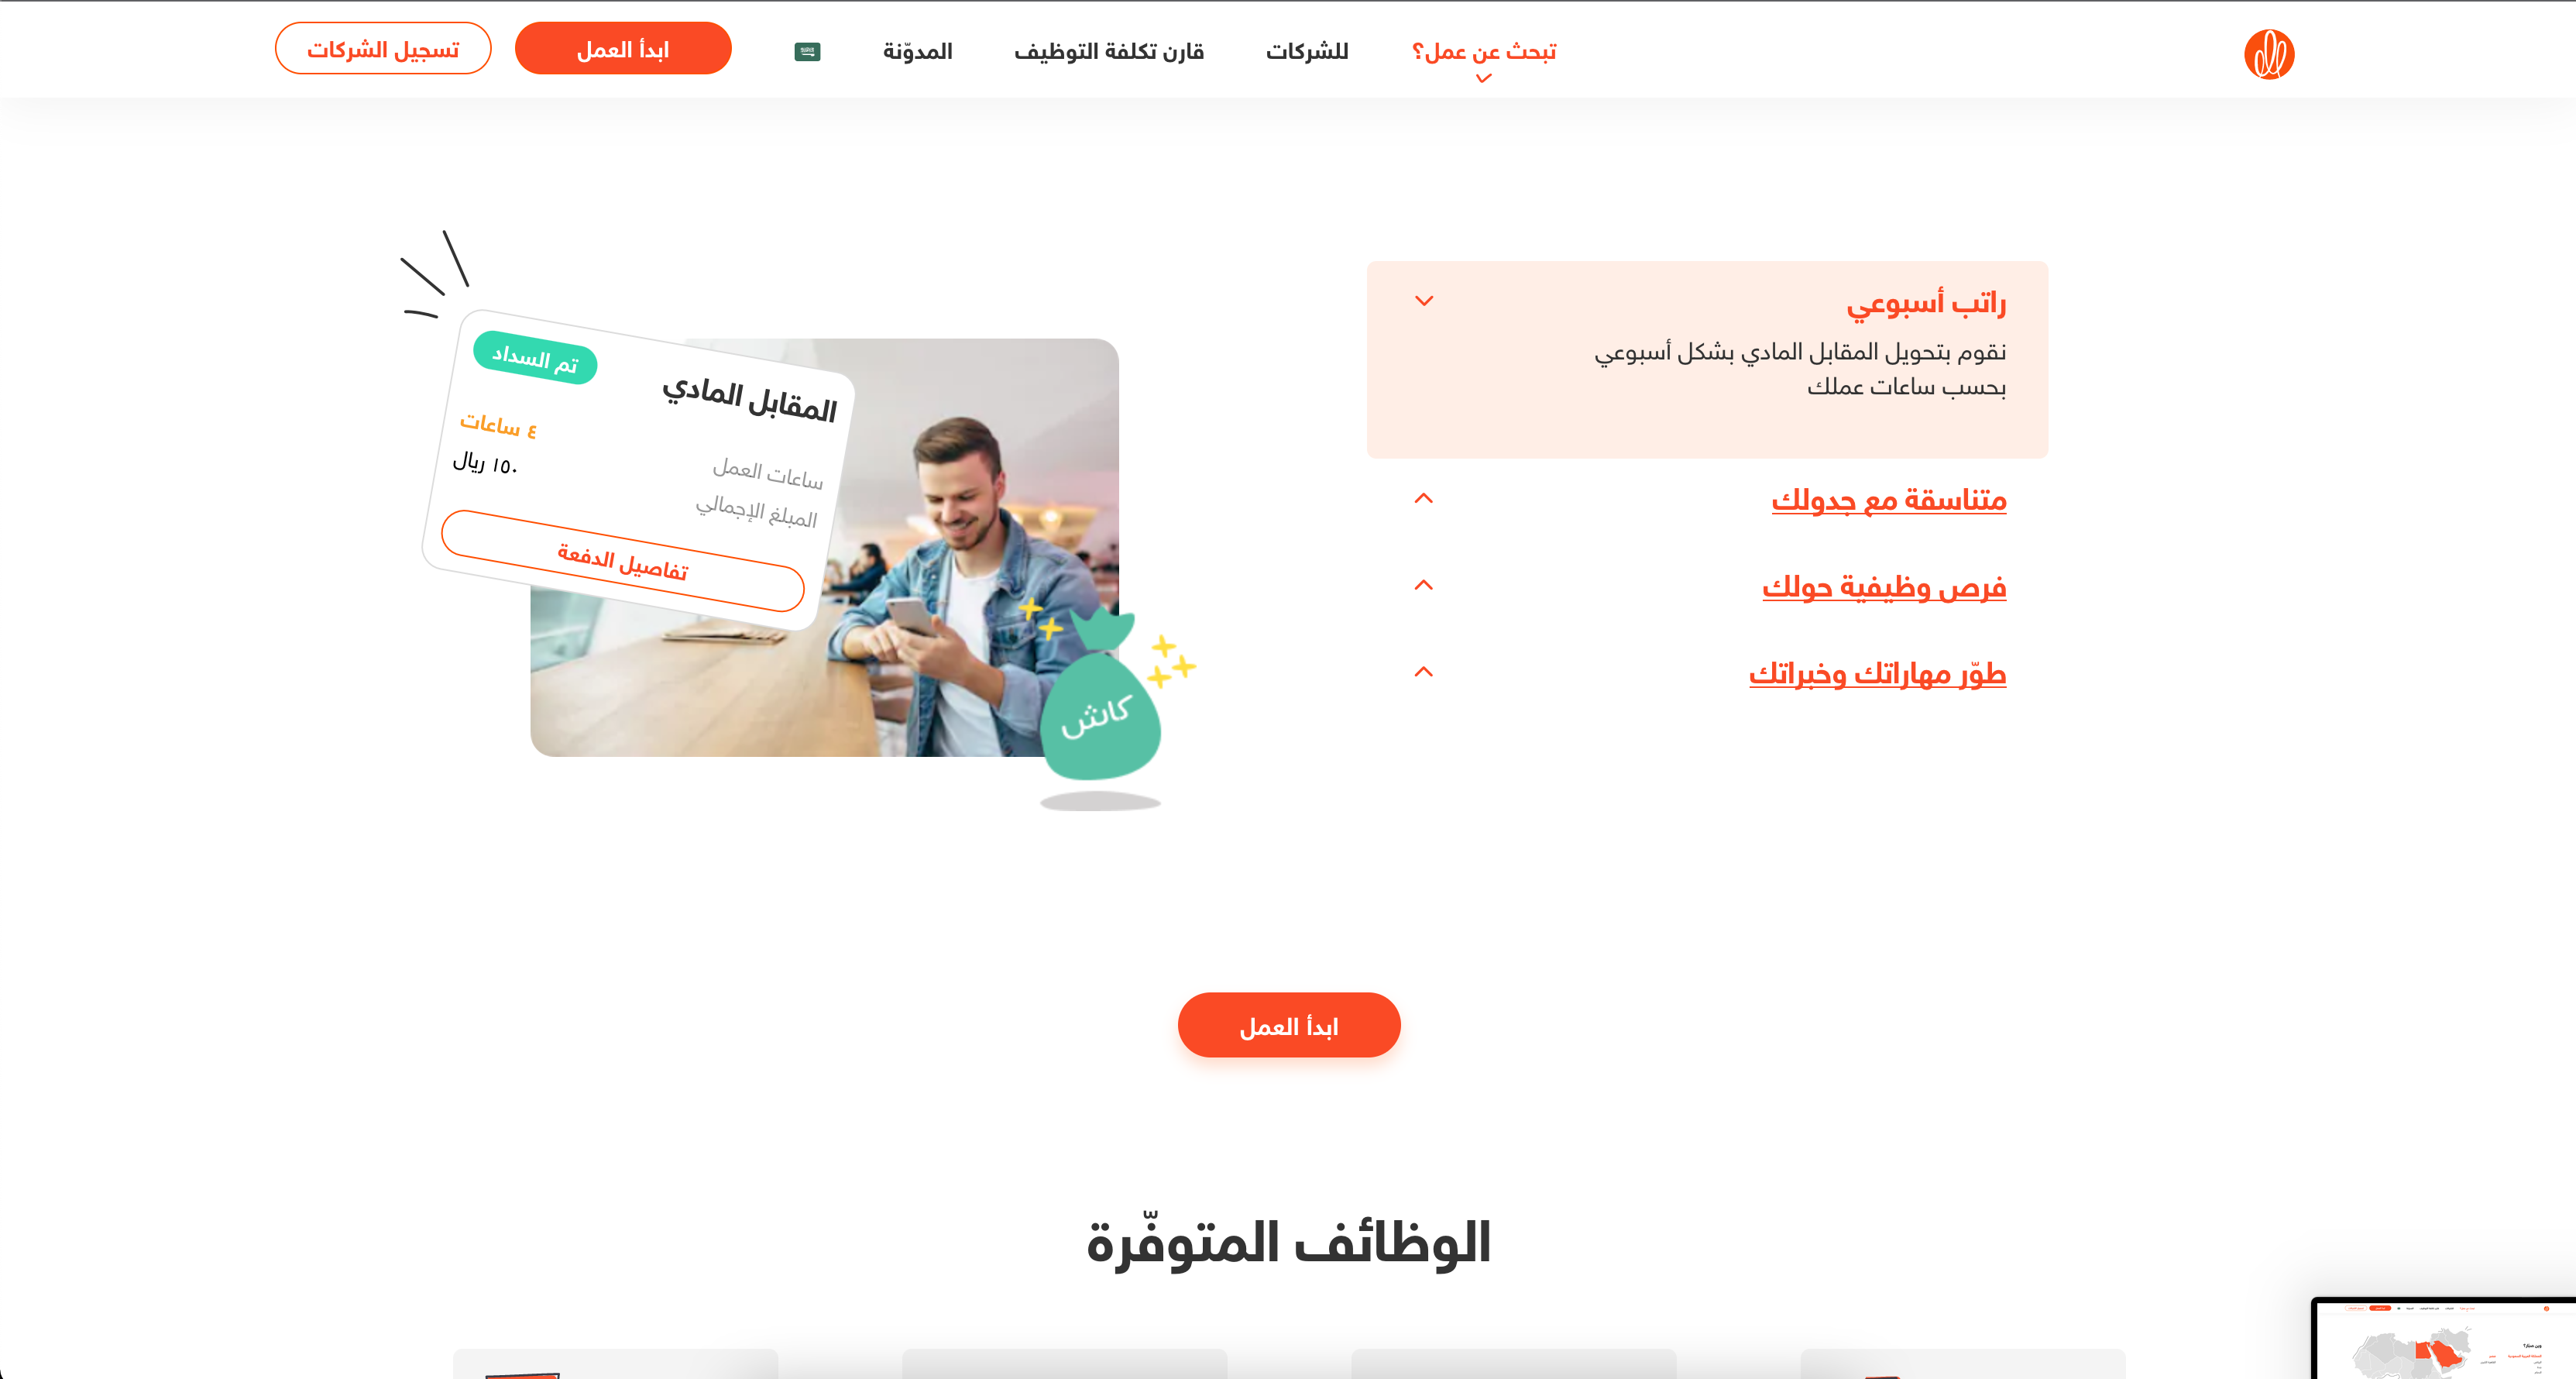 تبحث عن عمل؟
للشركات
قارن تكلفة التوظيف
المدوّنة
ابدأ العمل
تسجيل الشركات
راتب أسبوعي
نقوم بتحويل المقابل المادي بشكل أسبوعي
بحسب ساعات عملك
متناسقة مع جدولك
فرص وظيفية حولك
طوّر مهاراتك وخبراتك
تم السداد
المقابل المادي
ساعات العمل ٤ ساعات
المبلغ الإجمالي ١٥٠ ريال
تفاصيل الدفعة
كاش
ابدأ العمل
الوظائف المتوفّرة